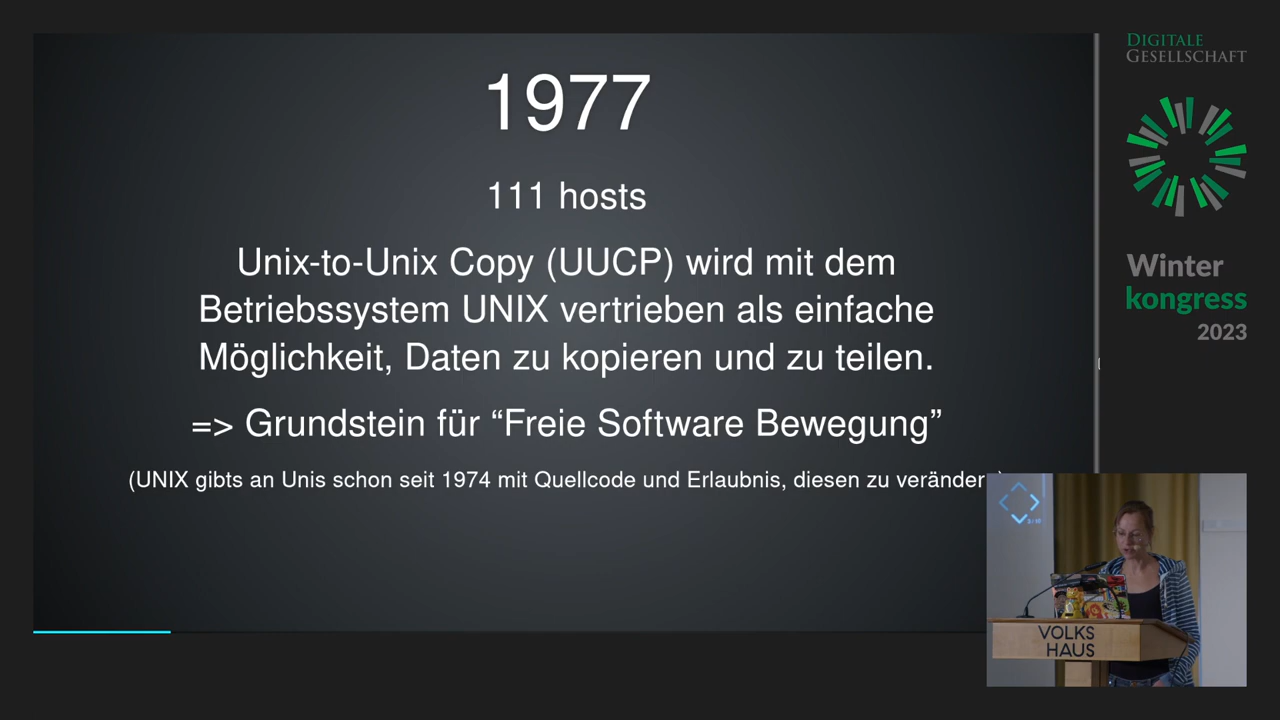 1977
111 hosts
Unix-to-Unix Copy (UUCP) wird mit dem
Betriebssystem UNIX vertrieben als einfache
Möglichkeit, Daten zu kopieren und zu teilen.
=> Grundstein für “Freie Software Bewegung”
(UNIX gibts an Unis schon seit 1974 mit Quellcode und Erlaubnis, diesen zu veränder
DIGITALE
GESELLSCHAFT
Winter
kongress
2023
VOLKS
HAUS